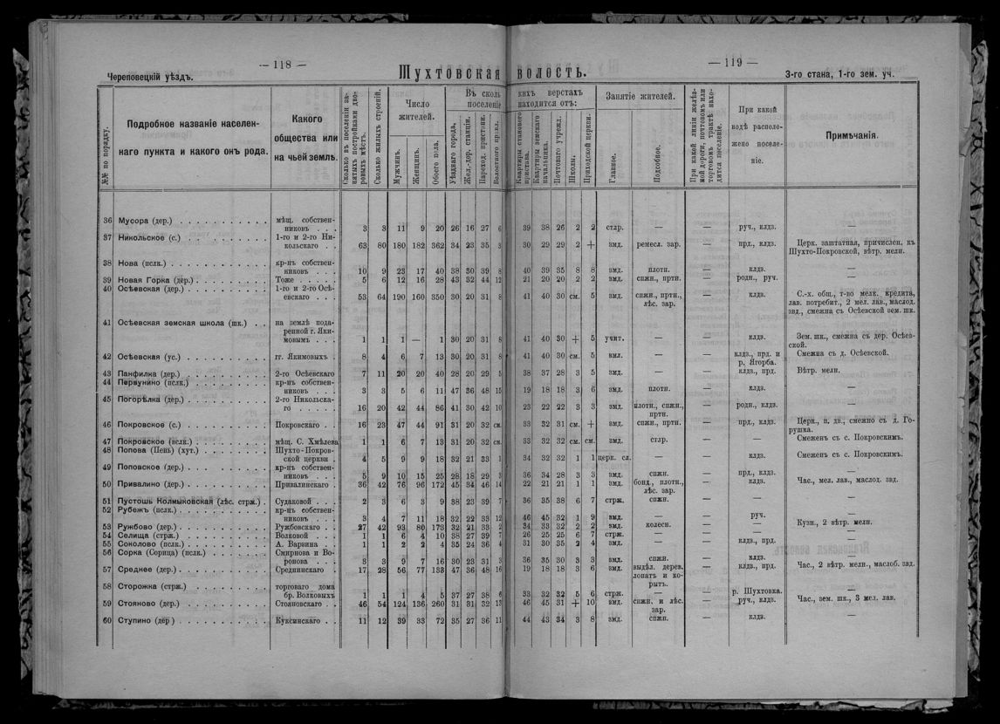 — 118 —
— 119 —
Череповецкій уѣздъ.
Шухтовская волость.
3-го стана, 1-го зем. уч.
№№ по порядку.
Подробное названіе населеннаго пункта и какого онъ рода.
Какого общества или на чьей землѣ.
Сколько въ поселеніи занятыхъ постройками дворовыхъ мѣстъ.
Сколько жилыхъ строеній.
Число жителей.
Мужчинъ.
Женщинъ.
Обоего пола.
Въ сколькихъ верстахъ поселеніе находится отъ:
Уѣзднаго города.
Жел.-дор. станціи.
Пароход. пристани.
Волостного правл.
Квартиры станового пристава.
Квартиры земскаго начальника.
Почтоваго учрежд.
Школы.
Приходской церкви.
Занятіе жителей.
Главное.
Подсобное.
При какой линіи желѣзной дороги, почтовомъ или торговомъ трактѣ находится поселеніе.
При какой водѣ расположено поселеніе.
Примѣчанія.
36 Мусора (дер.) мѣщ. собственниковъ 3 3 11 9 20 26 16 27 6 39 38 26 2 2 стлр. — — руч., клдз. —
37 Никольское (с.) 1-го и 2-го Никольскаго 63 80 180 182 362 34 23 35 3 30 29 29 2 + змд. ремесл. зар. — прд., клдз. Церк. заштатная, причислен. къ Шухто-Покровской, вѣтр. мелн.
38 Нова (пслк.) кр-нъ собственниковъ 10 9 23 17 40 38 30 39 8 40 39 35 8 8 змд. плотн. — клдз. —
39 Новая Горка (дер.) Тоже 5 6 12 16 28 43 32 44 12 21 20 20 2 2 змд. спжн., пртн. — родн., руч. —
40 Осѣевская (дер.) 1-го и 2-го Осѣевскаго 53 64 190 160 350 30 20 31 8 41 40 30 см. 5 змд. спжн., пртн., лѣс. зар. — клдз. С.-х. общ., т-во мелк. кредита, лав. потребит., 2 мел. лав., маслод. звд., смежна съ Осѣевской зем. шк.
41 Осѣевская земская школа (шк.) на землѣ подаренной г. Якимовымъ 1 1 1 — 1 30 20 31 8 41 40 30 + 5 учит. — — клдз. Зем. шк., смежна съ дер. Осѣевской.
42 Осѣевская (ус.) гг. Якимовыхъ 8 4 6 7 13 30 20 31 8 41 40 30 см. 5 вмл. — — клдз., прд. и р. Ягорба. Смежна съ д. Осѣевской.
43 Панфилка (дер.) 2-го Осѣевскаго 7 11 20 20 40 28 20 29 5 38 37 28 3 5 змд. — — клдз., прд. Вѣтр. мелн.
44 Первунино (пслк.) кр-нъ собственниковъ 3 3 5 6 11 47 36 48 15 19 18 18 3 6 змд. плотн. — клдз. —
45 Погорѣлка (дер.) 2-го Никольскаго 16 20 42 44 86 41 30 42 10 23 22 22 3 3 змд. плотн., спжн., пртн. — родн., клдз. —
46 Покровское (с.) Покровскаго 16 23 47 44 91 31 20 32 см. 33 32 31 см. + змд. спжн., пртн. — прд., клдз. Церк., п. дв., смежно съ д. Горушка.
47 Покровское (вслк.) мѣщ. С. Хмѣлева 1 1 6 7 13 31 20 32 см. 33 32 32 см. см. змд. стлр. — — Смеженъ съ с. Покровскимъ.
48 Попова (Пень) (хут.) Шухто-Покровской церкви 4 5 9 9 18 32 21 33 1 34 32 32 1 1 церк. сл. — — клдз. Смеженъ съ с. Покровскимъ.
49 Поповское (дер.) кр-нъ собственниковъ 5 9 10 15 25 28 18 29 3 36 34 28 3 3 змд. спжн. — прд., клдз. —
50 Привалино (дер.) Привалинскаго 36 42 76 96 172 45 34 46 14 22 21 21 1 1 змд. бонд., плотн., лѣс. зар. — клдз. Час., мел. лав., маслод. звд.
51 Пустошь Колмыковская (лѣс. стрж.) Судаковой 2 3 6 3 9 38 23 39 7 36 35 38 6 7 стрж. спжн. — — —
52 Рубежъ (пслк.) кр-нъ собственниковъ 3 4 7 11 18 32 22 33 12 46 45 32 1 9 змд. — — руч. —
53 Ружбово (дер.) Ружбовскаго 27 42 93 80 173 32 21 33 2 34 33 32 2 2 змд. колесн. — — Кузн., 2 вѣтр. мелн.
54 Селища (стрж.) Волковой 1 1 6 4 10 38 27 39 7 26 25 25 6 7 стрж. — — — —
55 Соколово (пслк.) А. Варвина 1 1 2 2 4 35 24 36 4 31 30 35 2 4 змд. — — клдз., прд. —
56 Сорка (Сорица) (пслк.) Смирнова и Воронова 3 3 9 7 16 30 23 31 3 36 35 30 3 3 змд. спжн. — клдз. —
57 Среднее (дер.) Среднинскаго 17 28 56 77 133 47 36 48 16 19 18 18 3 6 змд. выдѣл. дерев. лопатъ и корытъ. — клдз., прд. Час., 2 вѣтр. мелн., маслоб. звд.
58 Сторожка (стрж.) торговаго дома бр. Волковыхъ 1 1 1 4 5 37 27 38 6 33 32 32 5 6 стрж. — — р. Шухтовка. —
59 Стояново (дер.) Стояновскаго 46 54 124 136 260 31 31 32 13 46 45 31 + 10 змд. спжн. и лѣс. зар. — руч., клдз. Час., зем. шк., 3 мел. лав.
60 Ступино (дер) Куксинскаго 11 12 39 33 72 35 27 36 11 44 43 34 3 8 змд. спжн. — клдз. —